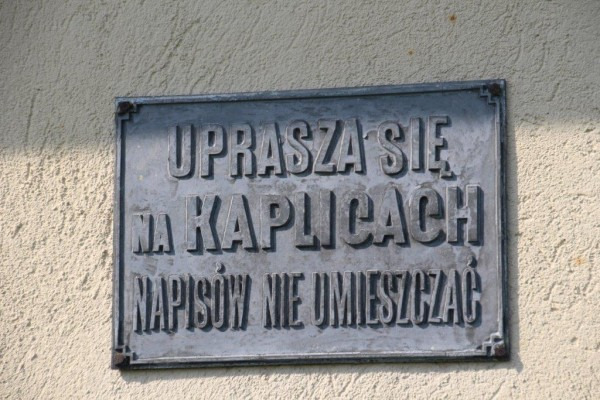 UPRASZA SIĘ
NA KAPLICACH
NAPISÓW NIE UMIESZCZAĆ